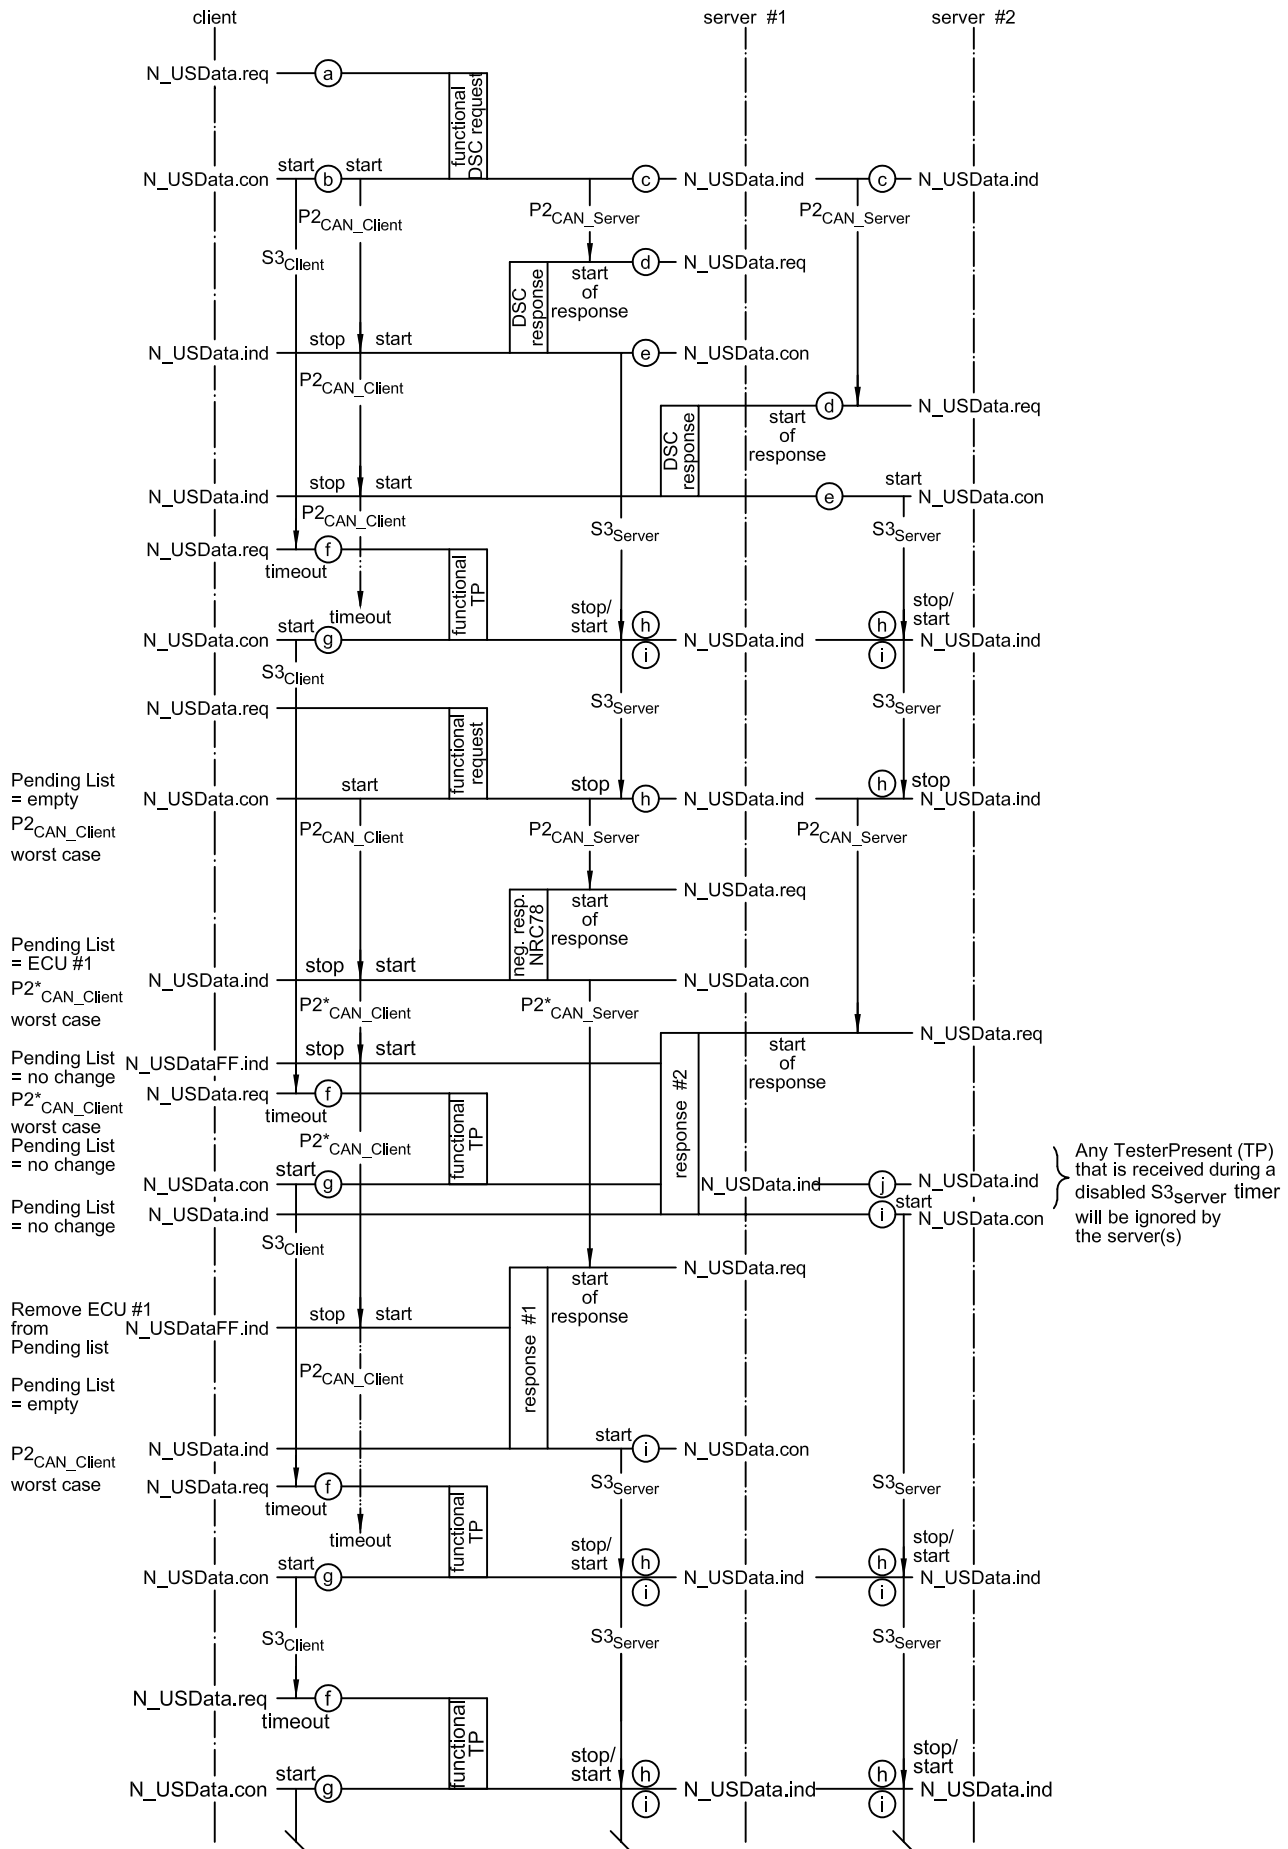 client server #1 server #2
N_USData.req a
functional
DSC request
start start
N_USData.con b c N_USData.ind c N_USData.ind
P2CAN_Client P2CAN_Server P2CAN_Server
S3Client
d N_USData.req
start
of
response
DSC
response
stop start
N_USData.ind e N_USData.con
P2CAN_Client
d N_USData.req
start
of
response
DSC
response
stop start start
N_USData.ind e N_USData.con
P2CAN_Client
S3Server S3Server
N_USData.req f
timeout
functional
TP
timeout
stop/
start
stop/
start
start
N_USData.con g h N_USData.ind h N_USData.ind
i i
S3Client
S3Server S3Server
N_USData.req
functional
request
Pending List
= empty
start stop stop
N_USData.con h N_USData.ind h N_USData.ind
P2CAN_Client
worst case
P2CAN_Client P2CAN_Server P2CAN_Server
N_USData.req
start
of
response
neg. resp.
NRC78
Pending List
= ECU #1
stop start
N_USData.ind N_USData.con
P2*CAN_Client
worst case
P2*CAN_Client P2*CAN_Server
N_USData.req
start
of
response
Pending List
= no change
stop start
N_USDataFF.ind
response #2
P2*CAN_Client
worst case
N_USData.req f
timeout
functional
TP
P2*CAN_Client
Pending List
= no change
start
N_USData.con g N_USData.ind j N_USData.ind
Any TesterPresent (TP)
that is received during a
disabled S3server timer
will be ignored by
the server(s)
Pending List
= no change
N_USData.ind i start N_USData.con
S3Client
N_USData.req
start
of
response
response #1
Remove ECU #1
from
Pending list
stop start
N_USDataFF.ind
P2CAN_Client
Pending List
= empty
start
N_USData.ind i N_USData.con
P2CAN_Client
worst case
S3Server S3Server
N_USData.req f
timeout
functional
TP
timeout
stop/
start
stop/
start
start
N_USData.con g h N_USData.ind h N_USData.ind
i i
S3Client S3Server S3Server
N_USData.req f
timeout
functional
TP
stop/
start
stop/
start
start
N_USData.con g h N_USData.ind h N_USData.ind
i i